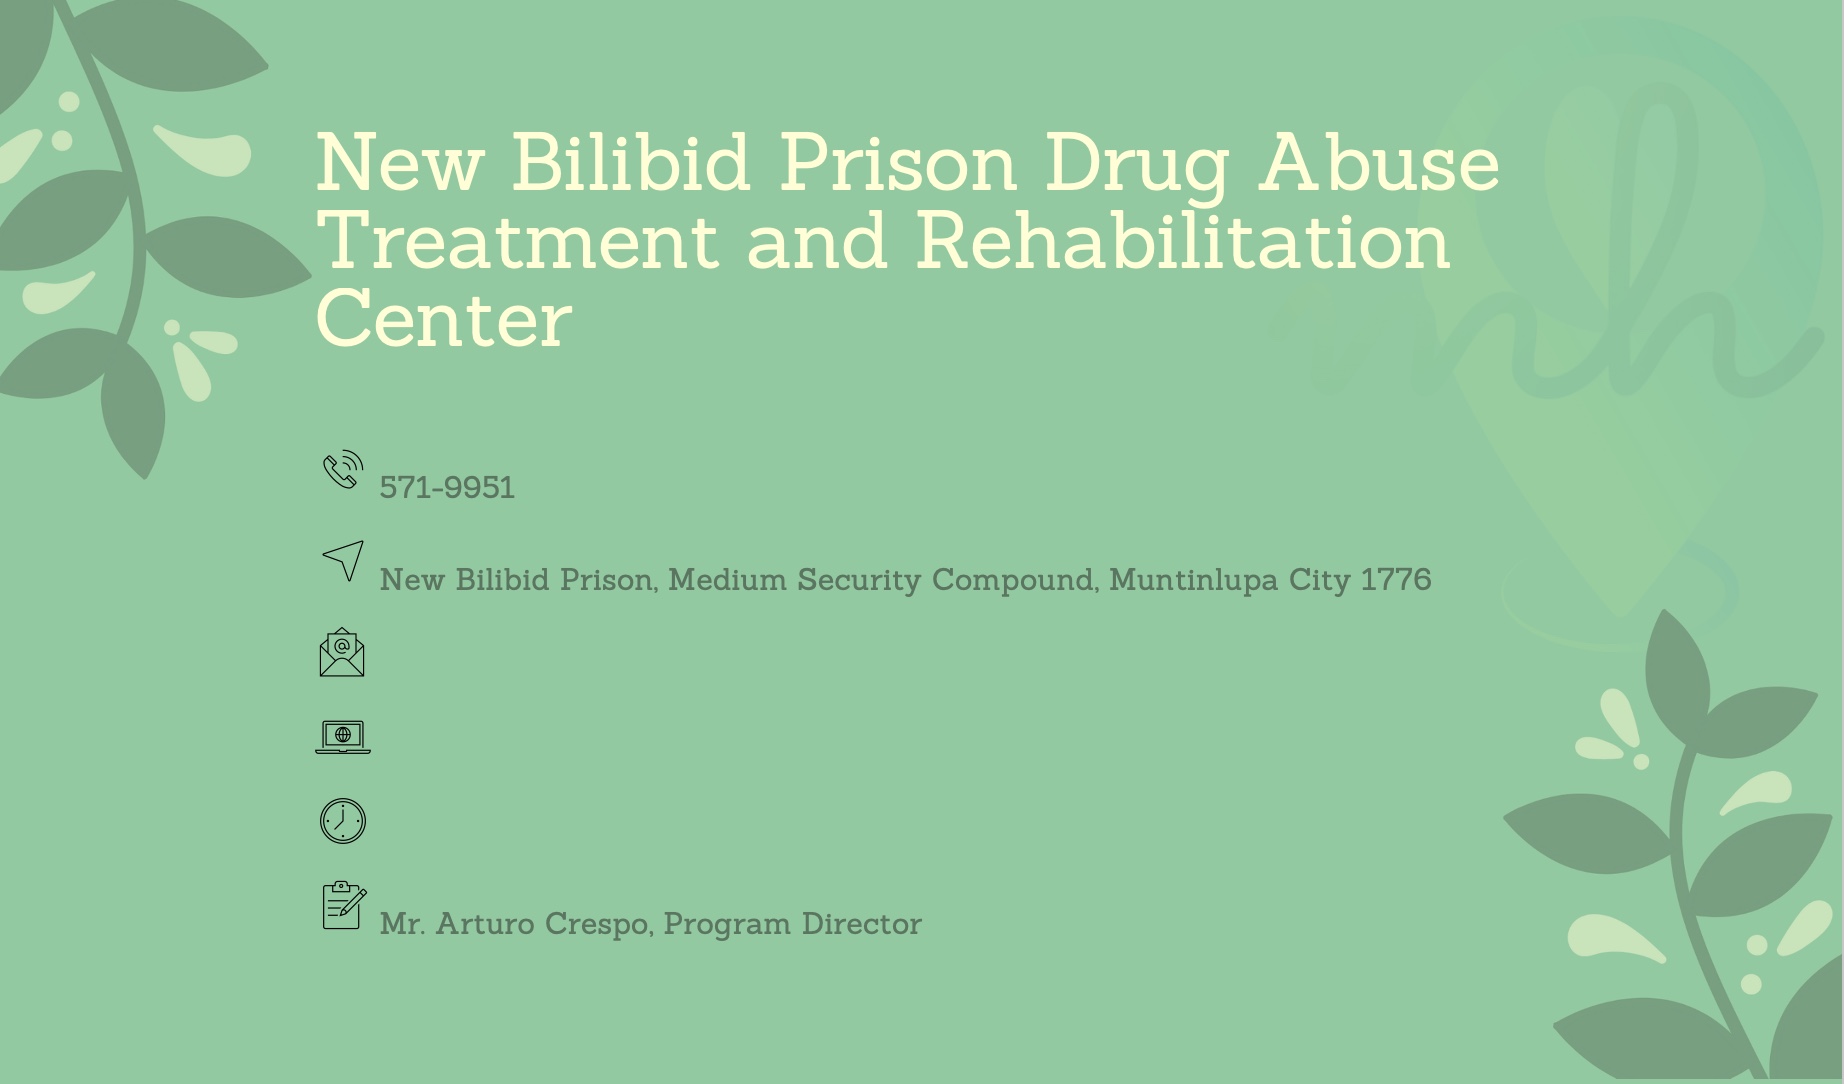 New Bilibid Prison Drug Abuse
Treatment and Rehabilitation
Center
571-9951
New Bilibid Prison, Medium Security Compound, Muntinlupa City 1776
Mr. Arturo Crespo, Program Director